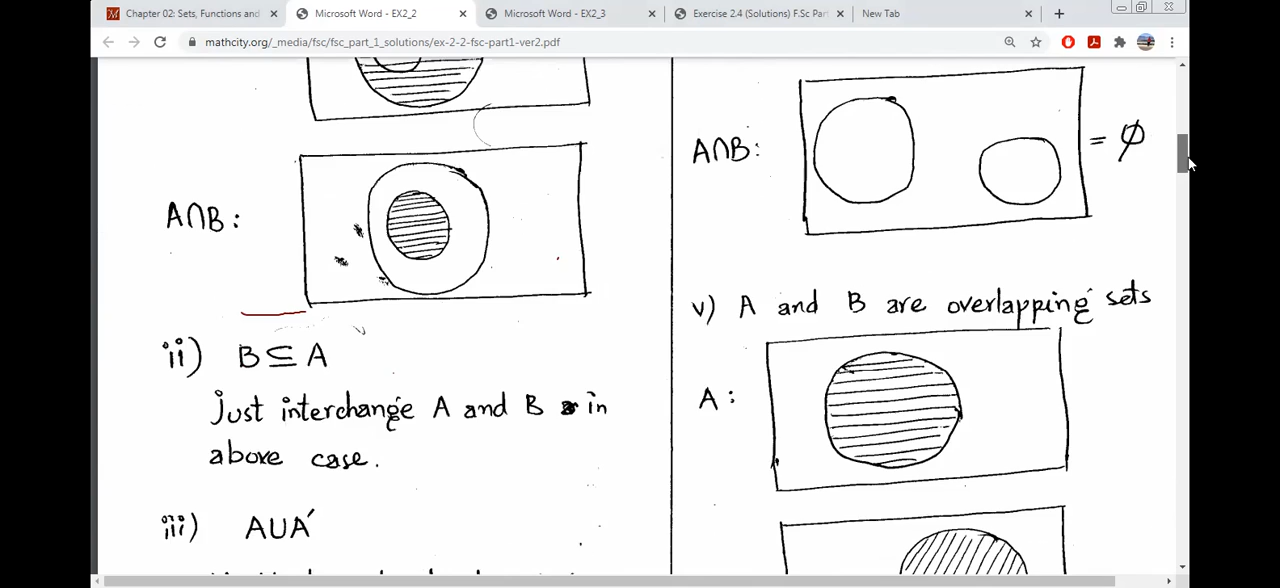 Chapter 02: Sets, Functions and
Microsoft Word - EX2_2
Microsoft Word - EX2_3
Exercise 2.4 (Solutions) F.Sc Par
New Tab
mathcity.org/_media/fsc/fsc_part_1_solutions/ex-2-2-fsc-part1-ver2.pdf
A∩B:
ii) B⊆A
Just interchange A and B in
above case.
iii) A∪A′
A∩B: = φ
v) A and B are overlapping sets
A: